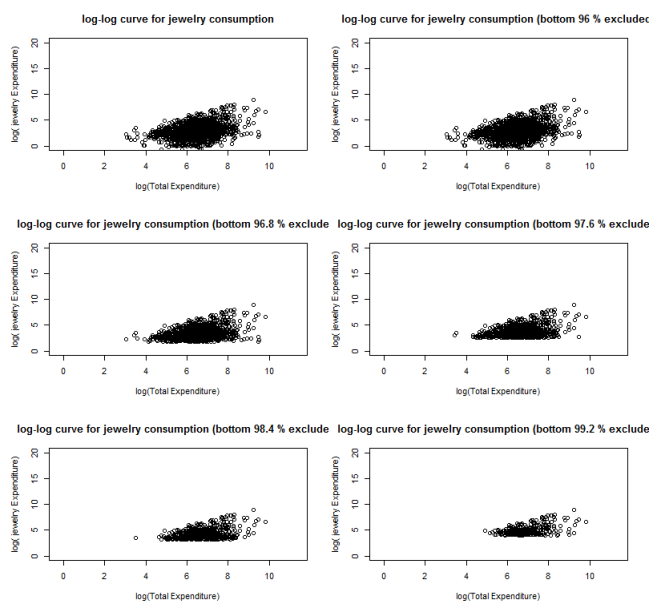 log-log curve for jewelry consumption
log( jewelry Expenditure)
0 5 10 15 20
0 2 4 6 8 10
log(Total Expenditure)
log-log curve for jewelry consumption (bottom 96 % excluded
log( jewelry Expenditure)
0 5 10 15 20
0 2 4 6 8 10
log(Total Expenditure)
log-log curve for jewelry consumption (bottom 96.8 % exclude
log( jewelry Expenditure)
0 5 10 15 20
0 2 4 6 8 10
log(Total Expenditure)
log-log curve for jewelry consumption (bottom 97.6 % exclude
log( jewelry Expenditure)
0 5 10 15 20
0 2 4 6 8 10
log(Total Expenditure)
log-log curve for jewelry consumption (bottom 98.4 % exclude
log( jewelry Expenditure)
0 5 10 15 20
0 2 4 6 8 10
log(Total Expenditure)
log-log curve for jewelry consumption (bottom 99.2 % exclude
log( jewelry Expenditure)
0 5 10 15 20
0 2 4 6 8 10
log(Total Expenditure)